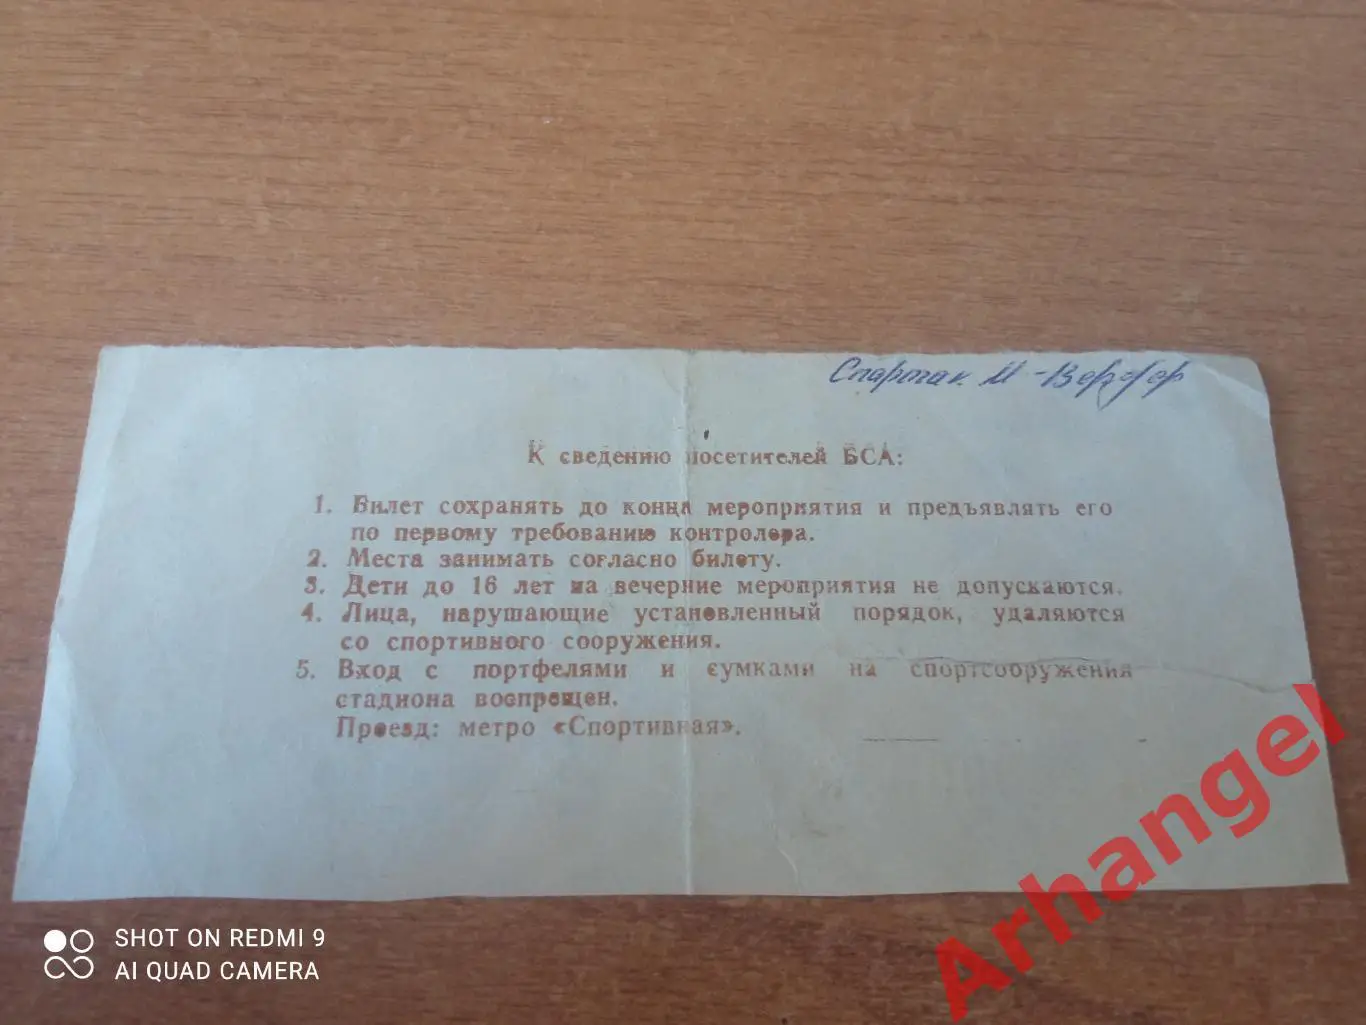 Спартак М - Вердер
К сведению посетителей БСА:
1. Билет сохранять до конца мероприятия и предъявлять его
по первому требованию контролера.
2. Места занимать согласно билету.
3. Дети до 16 лет на вечерние мероприятия не допускаются.
4. Лица, нарушающие установленный порядок, удаляются
со спортивного сооружения.
5. Вход с портфелями и сумками на спортсооружения
стадиона воспрещен.
Проезд: метро «Спортивная».
Arhangel
SHOT ON REDMI 9
AI QUAD CAMERA